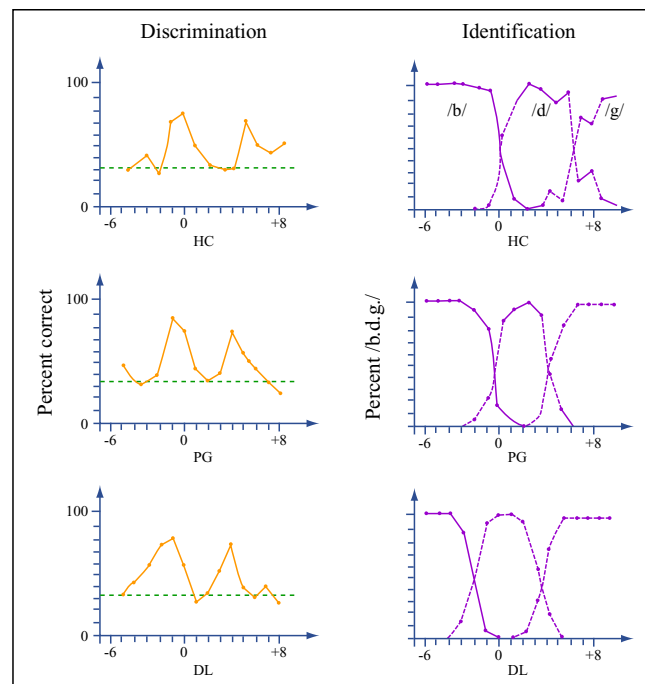 Discrimination
Identification
Percent correct
Percent /b.d.g./
100
0
-6
0
+8
HC
/b/
/d/
/g/
-6
0
+8
HC
100
0
-6
0
+8
PG
-6
0
+8
PG
100
0
-6
0
+8
DL
-6
0
+8
DL